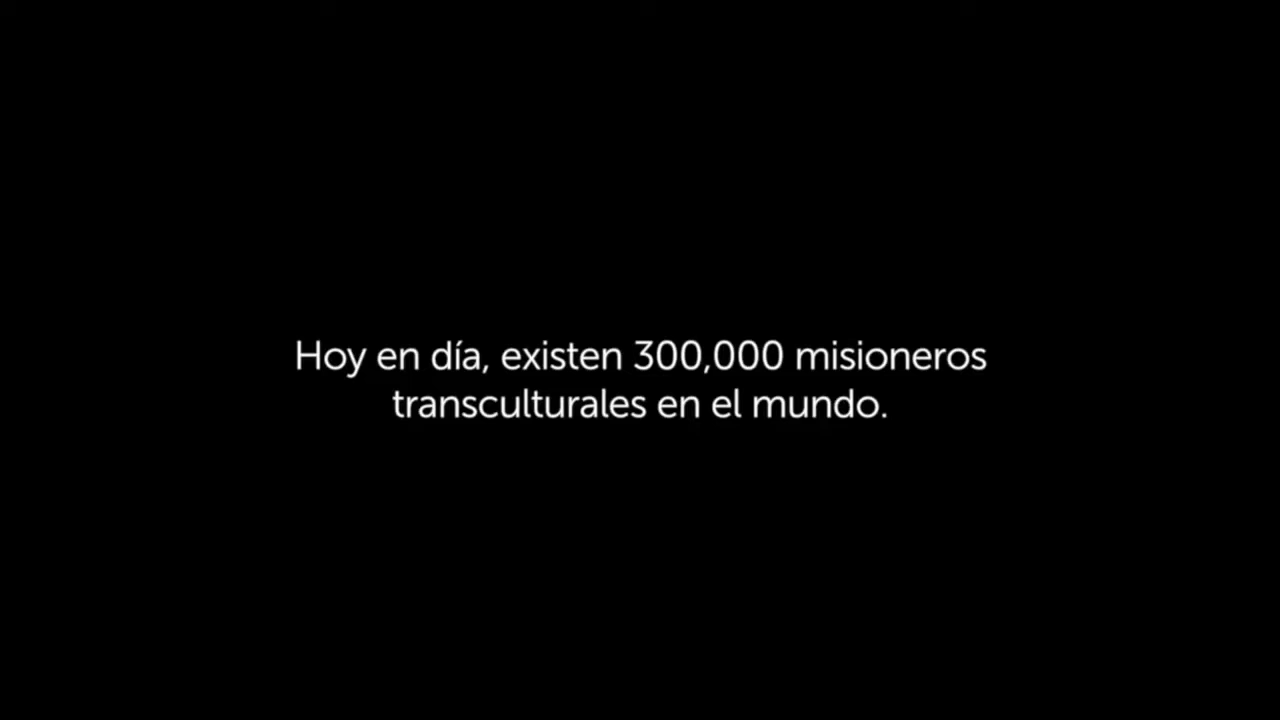 Hoy en día, existen 300,000 misioneros
transculturales en el mundo.